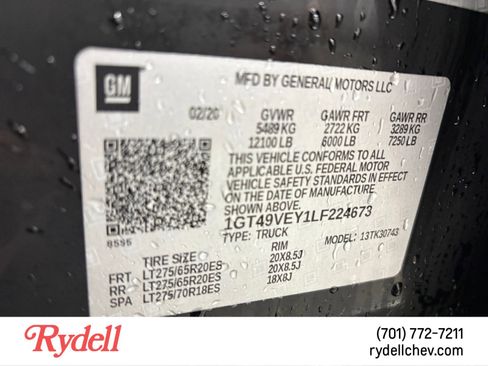 GM
MFD BY GENERAL MOTORS LLC
02/20 GVWR GAWR FRT GAWR RR
5489 KG 2722 KG 3289 KG
12100 LB 6000 LB 7250 LB
THIS VEHICLE CONFORMS TO ALL
APPLICABLE U.S. FEDERAL MOTOR
VEHICLE SAFETY STANDARDS IN EFFECT
ON THE DATE OF MANUFACTURE.
1GT49VEY1LF224673
8595 TYPE: TRUCK MODEL: 13TK30743
TIRE SIZE RIM
FRT LT275/65R20ES 20X8.5J
RR LT275/65R20ES 20X8.5J
SPA LT275/70R18ES 18X8J
Rydell
(701) 772-7211
rydellchev.com